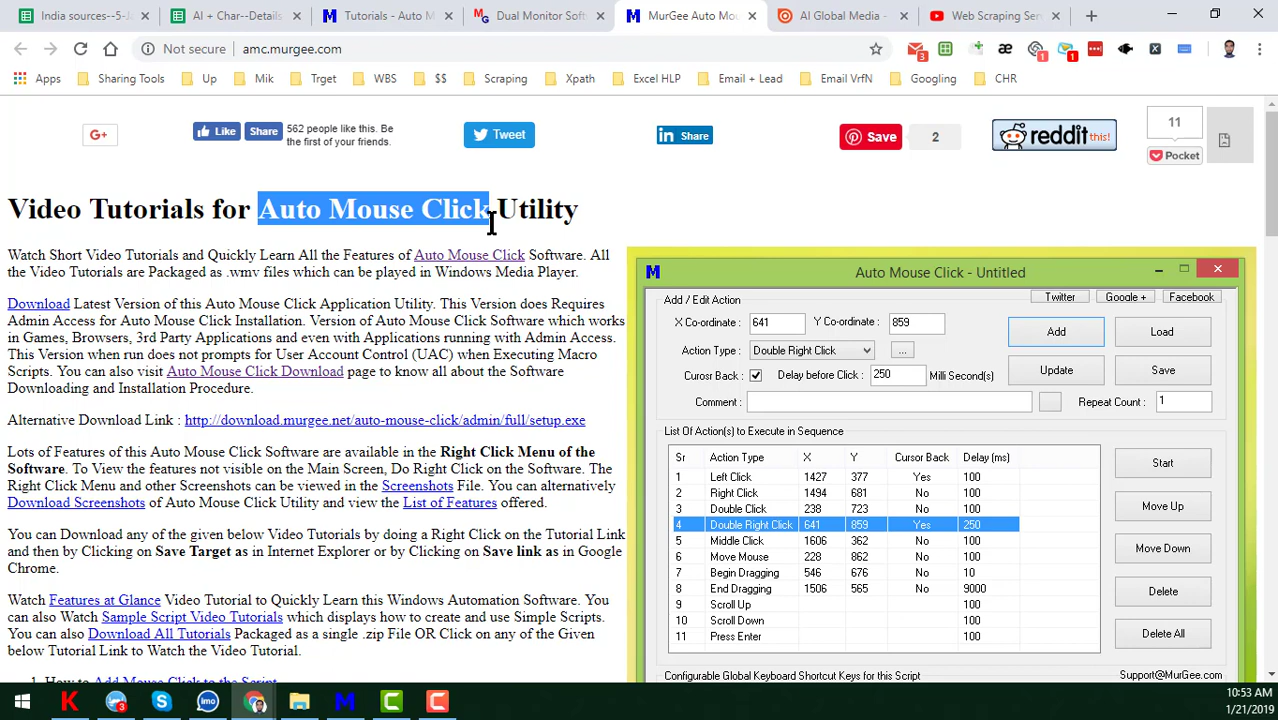 India sources--5-J
AI + Char--Details
Tutorials - Auto M
Dual Monitor Soft
MurGee Auto Mou
AI Global Media -
Web Scraping Ser
Not secure
amc.murgee.com
Apps
Sharing Tools
Up
Mik
Trget
WBS
$$
Scraping
Xpath
Excel HLP
Email + Lead
Email VrfN
Googling
CHR
G+
Like
Share
562 people like this. Be
the first of your friends.
Tweet
in Share
Save
2
reddit this!
11
Pocket
Video Tutorials for Auto Mouse Click Utility
Watch Short Video Tutorials and Quickly Learn All the Features of Auto Mouse Click Software. All
the Video Tutorials are Packaged as .wmv files which can be played in Windows Media Player.
Download Latest Version of this Auto Mouse Click Application Utility. This Version does Requires
Admin Access for Auto Mouse Click Installation. Version of Auto Mouse Click Software which works
in Games, Browsers, 3rd Party Applications and even with Applications running with Admin Access.
This Version when run does not prompts for User Account Control (UAC) when Executing Macro
Scripts. You can also visit Auto Mouse Click Download page to know all about the Software
Downloading and Installation Procedure.
Alternative Download Link : http://download.murgee.net/auto-mouse-click/admin/full/setup.exe
Lots of Features of this Auto Mouse Click Software are available in the Right Click Menu of the
Software. To View the features not visible on the Main Screen, Do Right Click on the Software. The
Right Click Menu and other Screenshots can be viewed in the Screenshots File. You can alternatively
Download Screenshots of Auto Mouse Click Utility and view the List of Features offered.
You can Download any of the given below Video Tutorials by doing a Right Click on the Tutorial Link
and then by Clicking on Save Target as in Internet Explorer or by Clicking on Save link as in Google
Chrome.
Watch Features at Glance Video Tutorial to Quickly Learn this Windows Automation Software. You
can also Watch Sample Script Video Tutorials which displays how to create and use Simple Scripts.
You can also Download All Tutorials Packaged as a single .zip File OR Click on any of the Given
below Tutorial Link to Watch the Video Tutorial.
1. How to Add Mouse Click to the Script
Auto Mouse Click - Untitled
Add / Edit Action
Twitter
Google +
Facebook
X Co-ordinate : 641
Y Co-ordinate : 859
Add
Load
Action Type : Double Right Click
...
Curosr Back :
Delay before Click : 250
Milli Second(s)
Update
Save
Comment :
Repeat Count : 1
List Of Action(s) to Execute in Sequence
Sr Action Type X Y Cursor Back Delay (ms)
1 Left Click 1427 377 Yes 100
2 Right Click 1494 681 No 100
3 Double Click 238 723 No 100
4 Double Right Click 641 859 Yes 250
5 Middle Click 1606 362 No 100
6 Move Mouse 228 862 No 100
7 Begin Dragging 546 676 No 10
8 End Dragging 1506 565 No 9000
9 Scroll Up 100
10 Scroll Down 100
11 Press Enter 100
Start
Move Up
Move Down
Delete
Delete All
Configurable Global Keyboard Shortcut Keys for this Script
Support@MurGee.com
10:53 AM
1/21/2019